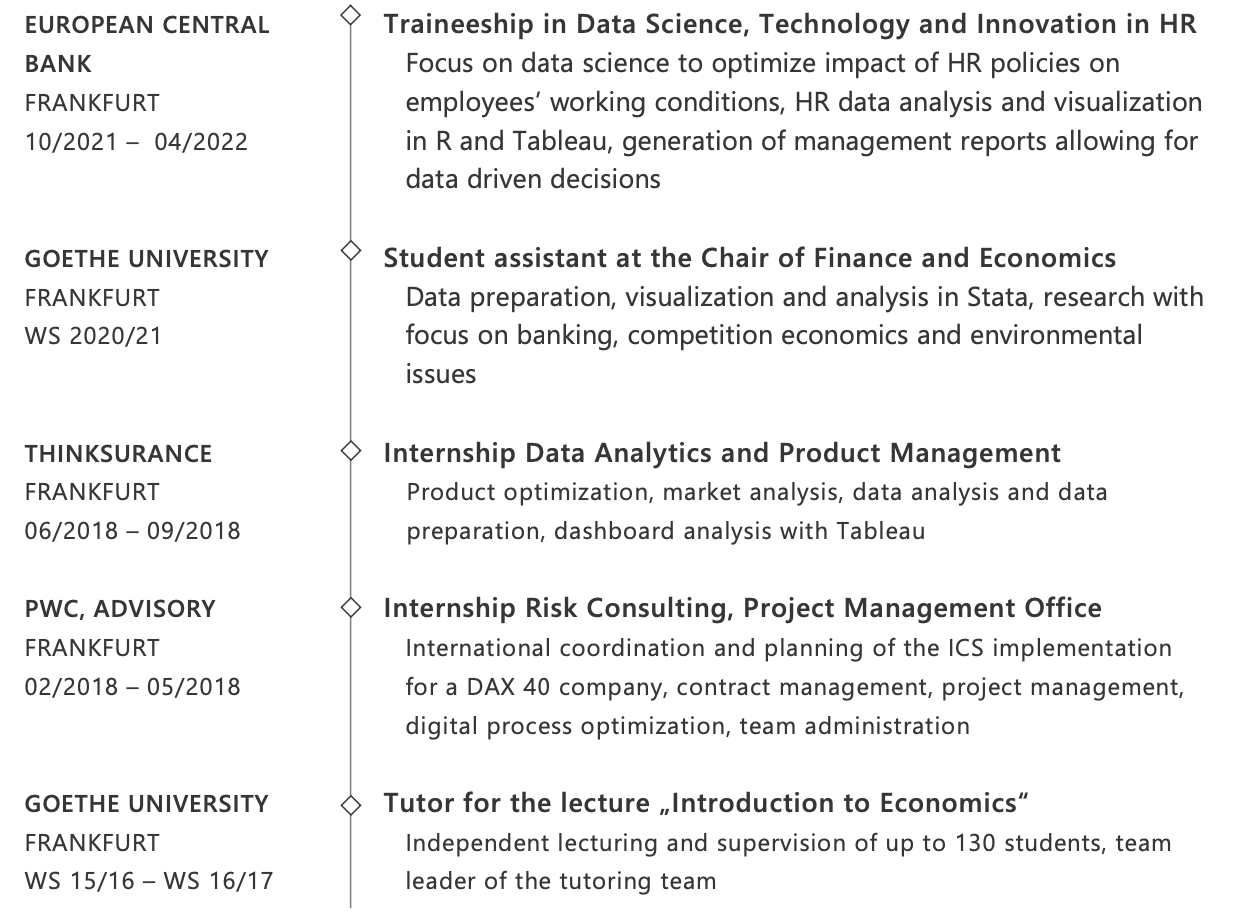 EUROPEAN CENTRAL
BANK
FRANKFURT
10/2021 –  04/2022
Traineeship in Data Science, Technology and Innovation in HR
Focus on data science to optimize impact of HR policies on
employees’ working conditions, HR data analysis and visualization
in R and Tableau, generation of management reports allowing for
data driven decisions
GOETHE UNIVERSITY
FRANKFURT
WS 2020/21
Student assistant at the Chair of Finance and Economics
Data preparation, visualization and analysis in Stata, research with
focus on banking, competition economics and environmental
issues
THINKSURANCE
FRANKFURT
06/2018 – 09/2018
Internship Data Analytics and Product Management
Product optimization, market analysis, data analysis and data
preparation, dashboard analysis with Tableau
PWC, ADVISORY
FRANKFURT
02/2018 – 05/2018
Internship Risk Consulting, Project Management Office
International coordination and planning of the ICS implementation
for a DAX 40 company, contract management, project management,
digital process optimization, team administration
GOETHE UNIVERSITY
FRANKFURT
WS 15/16 – WS 16/17
Tutor for the lecture „Introduction to Economics“
Independent lecturing and supervision of up to 130 students, team
leader of the tutoring team